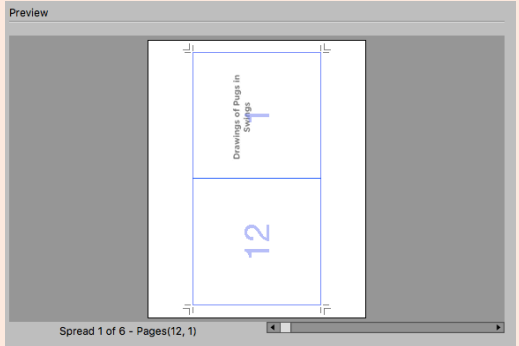 Preview
Drawings of Pugs in
Swings
1
12
Spread 1 of 6 - Pages(12, 1)